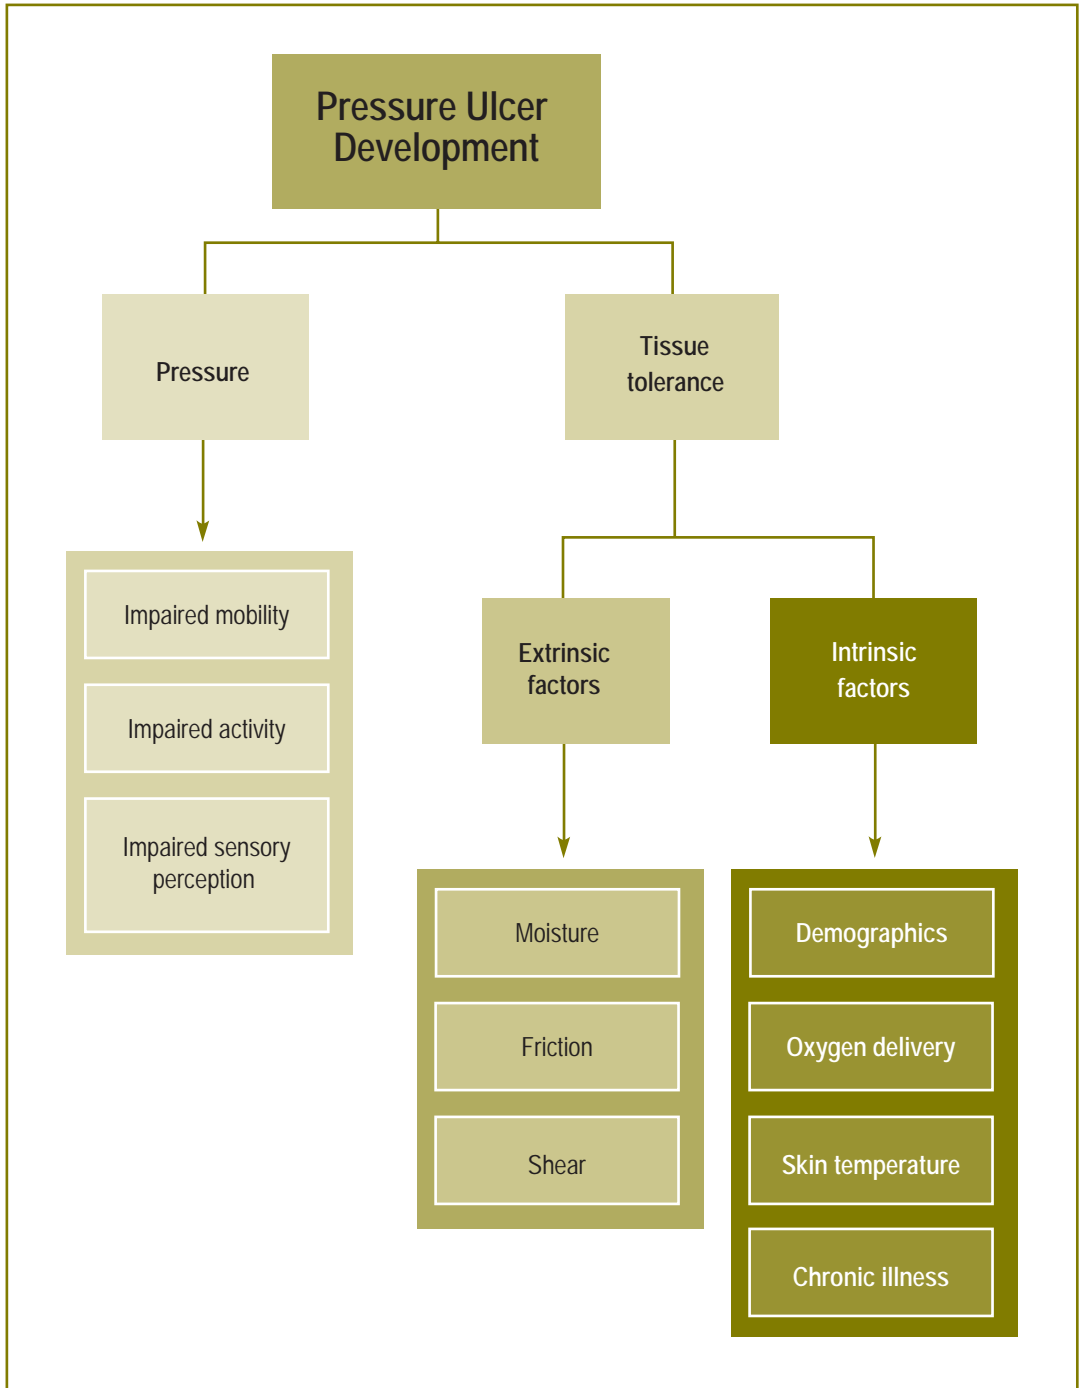 Pressure Ulcer
Development
Pressure
Tissue
tolerance
Impaired mobility
Impaired activity
Impaired sensory
perception
Extrinsic
factors
Intrinsic
factors
Moisture
Friction
Shear
Demographics
Oxygen delivery
Skin temperature
Chronic illness